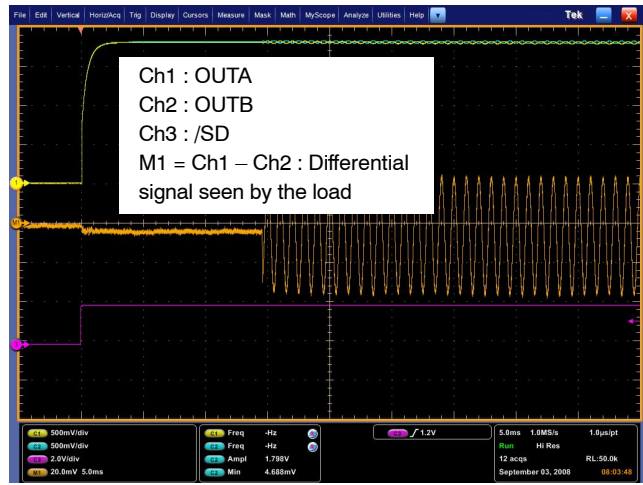 File Edit Vertical Horiz/Acq Trig Display Cursors Measure Mask Math MyScope Analyze Utilities Help Tek X
Ch1 : OUTA
Ch2 : OUTB
Ch3 : /SD
M1 = Ch1 – Ch2 : Differential
signal seen by the load
1
M1
C1 500mV/div
C2 500mV/div
C3 2.0V/div
M1 20.0mV 5.0ms
C1 Freq -Hz
C2 Freq -Hz
C2 Ampl 1.798V
C2 Min 4.688mV
C3 1.2V
5.0ms 1.0MS/s 1.0µs/pt
Run Hi Res
12 acqs RL:50.0k
September 03, 2008 08:03:48